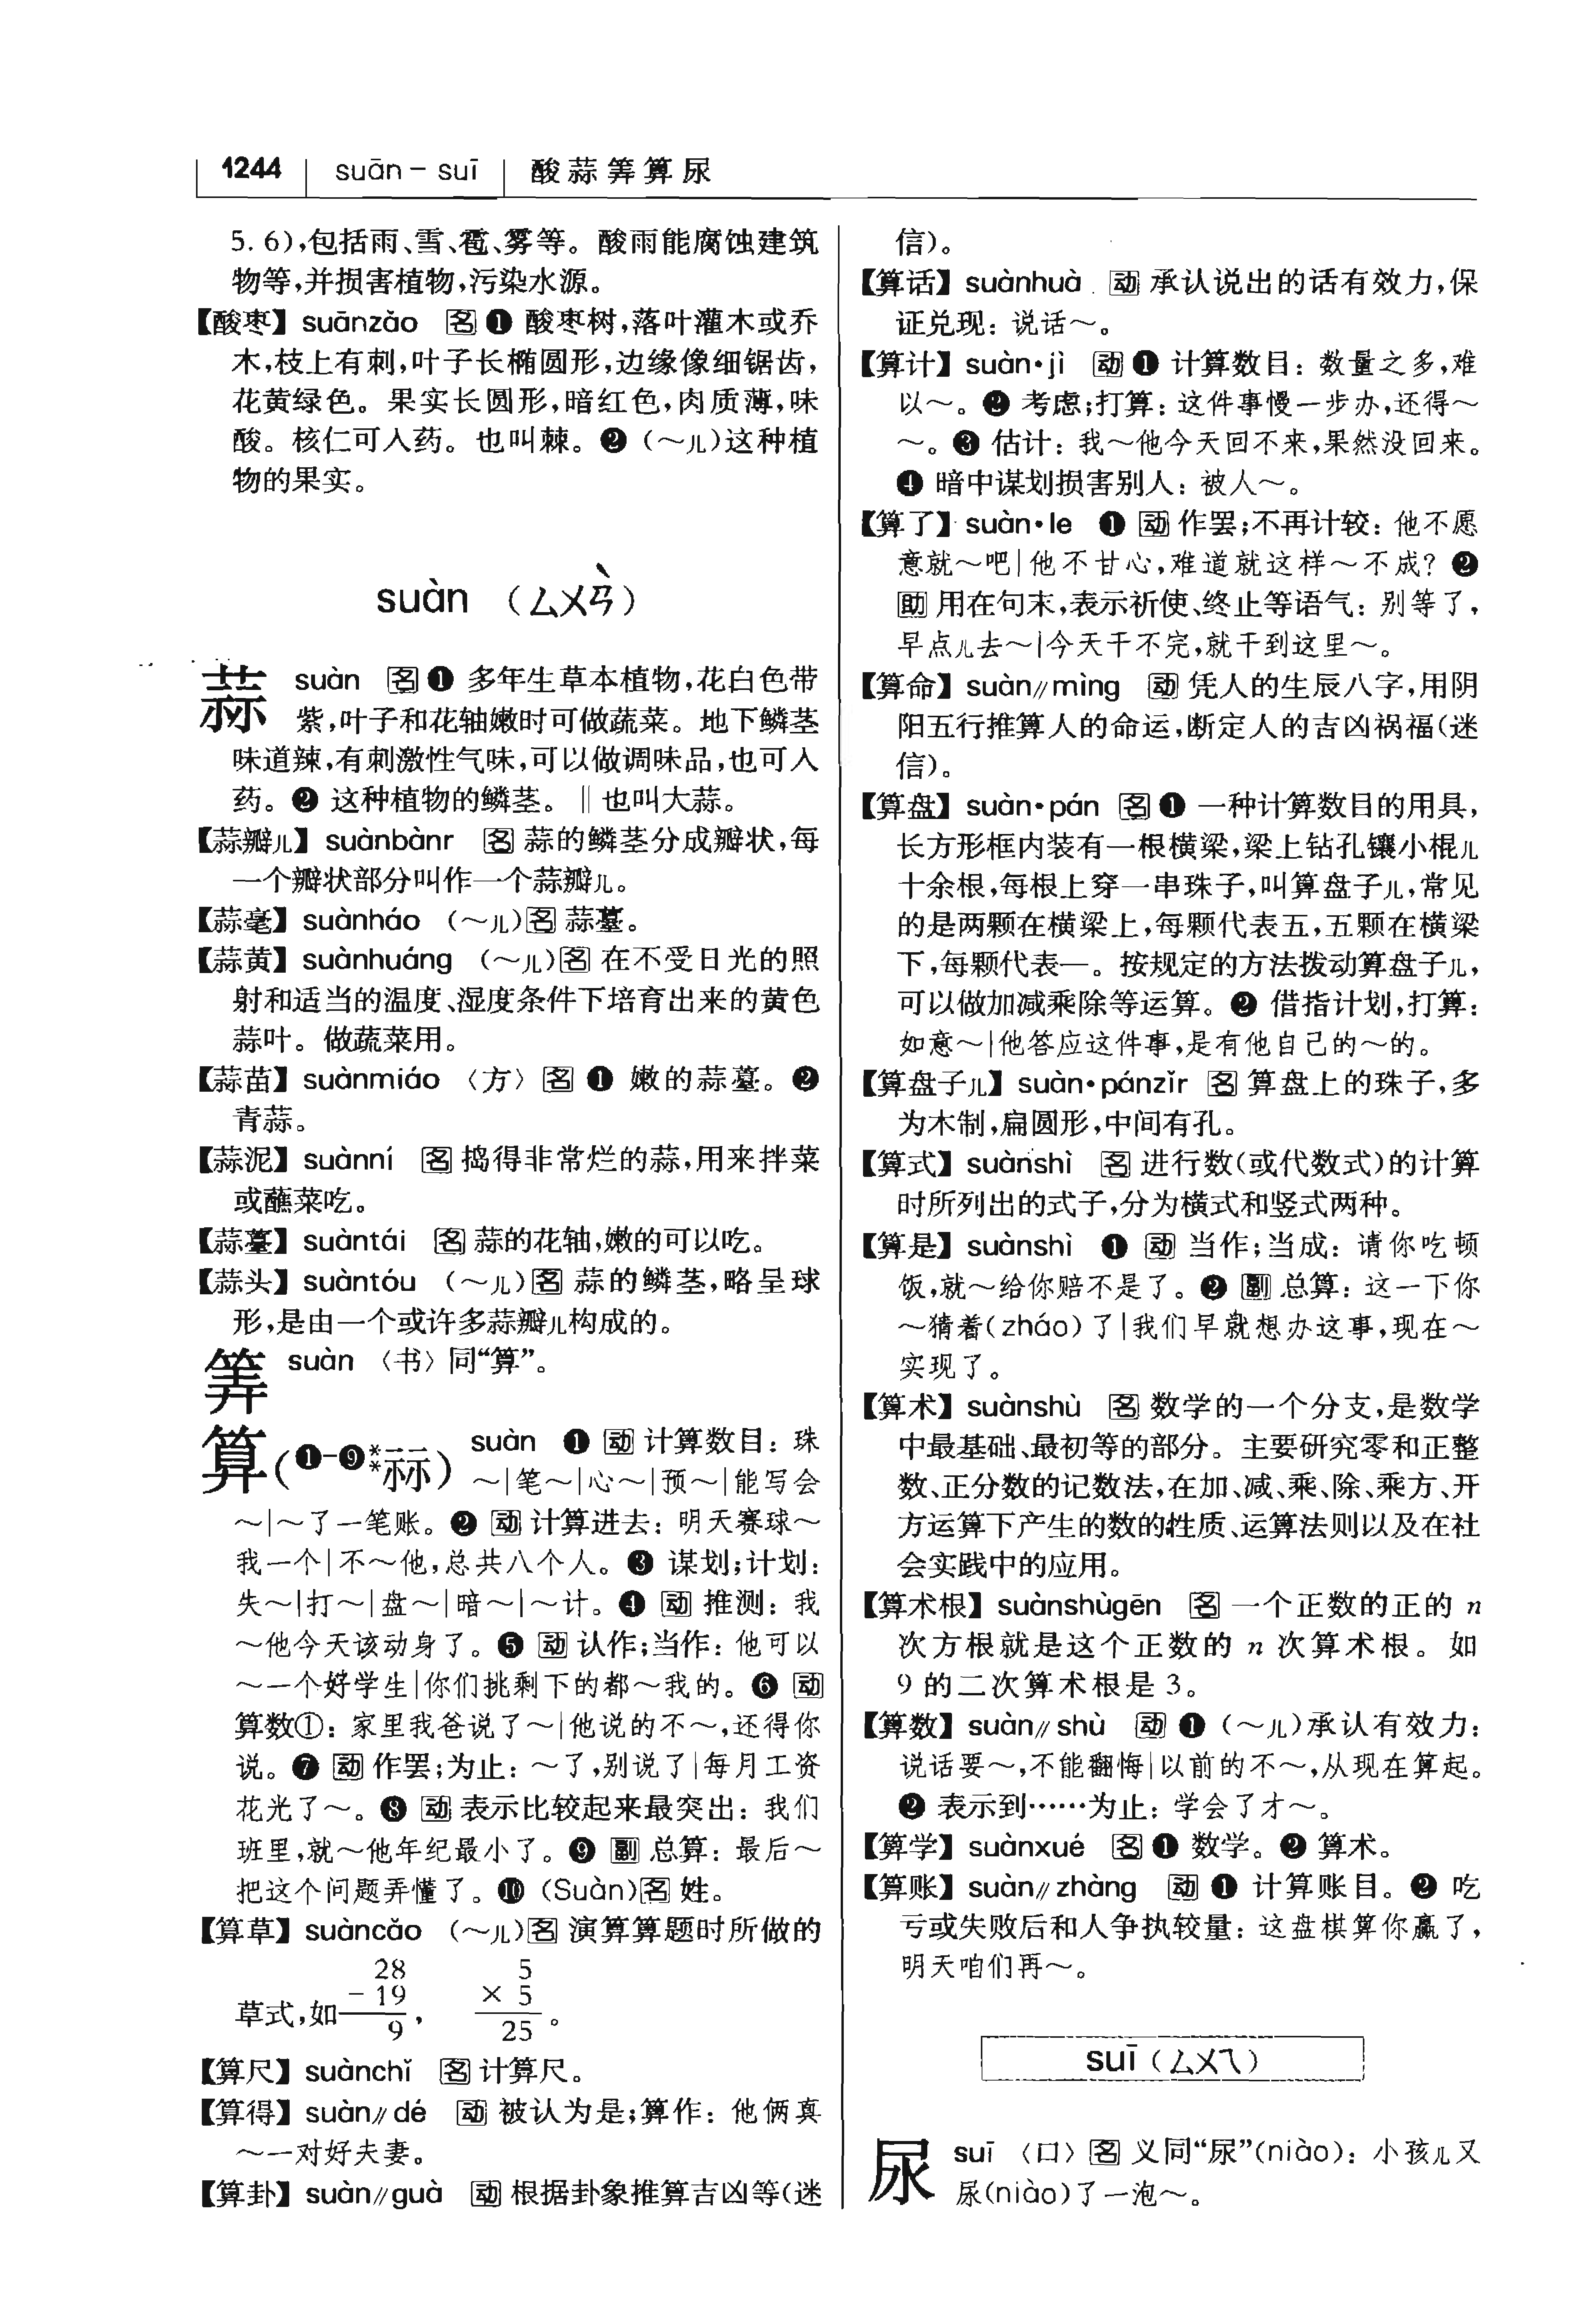 1244 suān－suī 酸蒜筭算尿
5.6),包括雨、雪、雹、雾等。酸雨能腐蚀建筑
物等,并损害植物,污染水源。
【酸枣】suānzǎo 名❶ 酸枣树,落叶灌木或乔
木,枝上有刺,叶子长椭圆形,边缘像细锯齿,
花黄绿色。果实长圆形,暗红色,肉质薄,味
酸。核仁可入药。也叫棘。❷（～儿）这种植
物的果实。
suàn （ㄙㄨㄢˋ）
蒜 suàn 名❶ 多年生草本植物,花白色带
紫,叶子和花轴嫩时可做蔬菜。地下鳞茎
味道辣,有刺激性气味,可以做调味品,也可入
药。❷ 这种植物的鳞茎。‖也叫大蒜。
【蒜瓣儿】suànbànr 名 蒜的鳞茎分成瓣状,每
一个瓣状部分叫作一个蒜瓣儿。
【蒜毫】suànháo （～儿）名 蒜薹。
【蒜黄】suànhuáng （～儿）名 在不受日光的照
射和适当的温度、湿度条件下培育出来的黄色
蒜叶。做蔬菜用。
【蒜苗】suànmiáo 〈方〉名 ❶ 嫩的蒜薹。❷
青蒜。
【蒜泥】suànní 名 捣得非常烂的蒜,用来拌菜
或蘸菜吃。
【蒜薹】suàntái 名 蒜的花轴,嫩的可以吃。
【蒜头】suàntóu （～儿）名 蒜的鳞茎,略呈球
形,是由一个或许多蒜瓣儿构成的。
筭 suàn 〈书〉同“算”。
算(❶-❾**祘) suàn ❶ 动 计算数目：珠
～|笔～|心～|预～|能写会
～|～了一笔账。❷ 动 计算进去：明天赛球～
我一个|不～他,总共八个人。❸ 谋划;计划：
失～|打～|盘～|暗～|～计。❹ 动 推测：我
～他今天该动身了。❺ 动 认作;当作：他可以
～一个好学生|你们挑剩下的都～我的。❻ 动
算数①：家里我爸说了～|他说的不～,还得你
说。❼ 动 作罢;为止：～了,别说了|每月工资
花光了～。❽ 动 表示比较起来最突出：我们
班里,就～他年纪最小了。❾ 副 总算：最后～
把这个问题弄懂了。❿ (Suàn)名 姓。
【算草】suàncǎo （～儿）名 演算算题时所做的
28 5
－19 × 5
草式,如 ， 。
9 25
【算尺】suànchǐ 名 计算尺。
【算得】suàn∥dé 动 被认为是;算作：他俩真
～一对好夫妻。
【算卦】suàn∥guà 动 根据卦象推算吉凶等(迷
信)。
【算话】suànhuà 动 承认说出的话有效力,保
证兑现：说话～。
【算计】suàn•jì 动❶ 计算数目：数量之多,难
以～。❷ 考虑;打算：这件事慢一步办,还得～
～。❸ 估计：我～他今天回不来,果然没回来。
❹ 暗中谋划损害别人：被人～。
【算了】suàn•le ❶ 动 作罢;不再计较：他不愿
意就～吧|他不甘心,难道就这样～不成? ❷
助 用在句末,表示祈使、终止等语气：别等了,
早点儿去～|今天干不完,就干到这里～。
【算命】suàn∥mìng 动 凭人的生辰八字,用阴
阳五行推算人的命运,断定人的吉凶祸福(迷
信)。
【算盘】suàn•pán 名❶ 一种计算数目的用具,
长方形框内装有一根横梁,梁上钻孔镶小棍儿
十余根,每根上穿一串珠子,叫算盘子儿,常见
的是两颗在横梁上,每颗代表五,五颗在横梁
下,每颗代表一。按规定的方法拨动算盘子儿,
可以做加减乘除等运算。❷ 借指计划,打算：
如意～|他答应这件事,是有他自己的～的。
【算盘子儿】suàn•pánzǐr 名 算盘上的珠子,多
为木制,扁圆形,中间有孔。
【算式】suànshì 名 进行数(或代数式)的计算
时所列出的式子,分为横式和竖式两种。
【算是】suànshì ❶ 动 当作;当成：请你吃顿
饭,就～给你赔不是了。❷ 副 总算：这一下你
～猜着(zháo)了|我们早就想办这事,现在～
实现了。
【算术】suànshù 名 数学的一个分支,是数学
中最基础、最初等的部分。主要研究零和正整
数、正分数的记数法,在加、减、乘、除、乘方、开
方运算下产生的数的性质、运算法则以及在社
会实践中的应用。
【算术根】suànshùgēn 名 一个正数的正的 n
次方根就是这个正数的 n 次算术根。如
9 的二次算术根是 3。
【算数】suàn∥shù 动 ❶（～儿）承认有效力：
说话要～,不能翻悔|以前的不～,从现在算起。
❷ 表示到……为止：学会了才～。
【算学】suànxué 名❶ 数学。❷ 算术。
【算账】suàn∥zhàng 动 ❶ 计算账目。❷ 吃
亏或失败后和人争执较量：这盘棋算你赢了,
明天咱们再～。
suī（ㄙㄨㄟ）
尿 suī 〈口〉名 义同“尿”(niào)：小孩儿又
尿(niào)了一泡～。